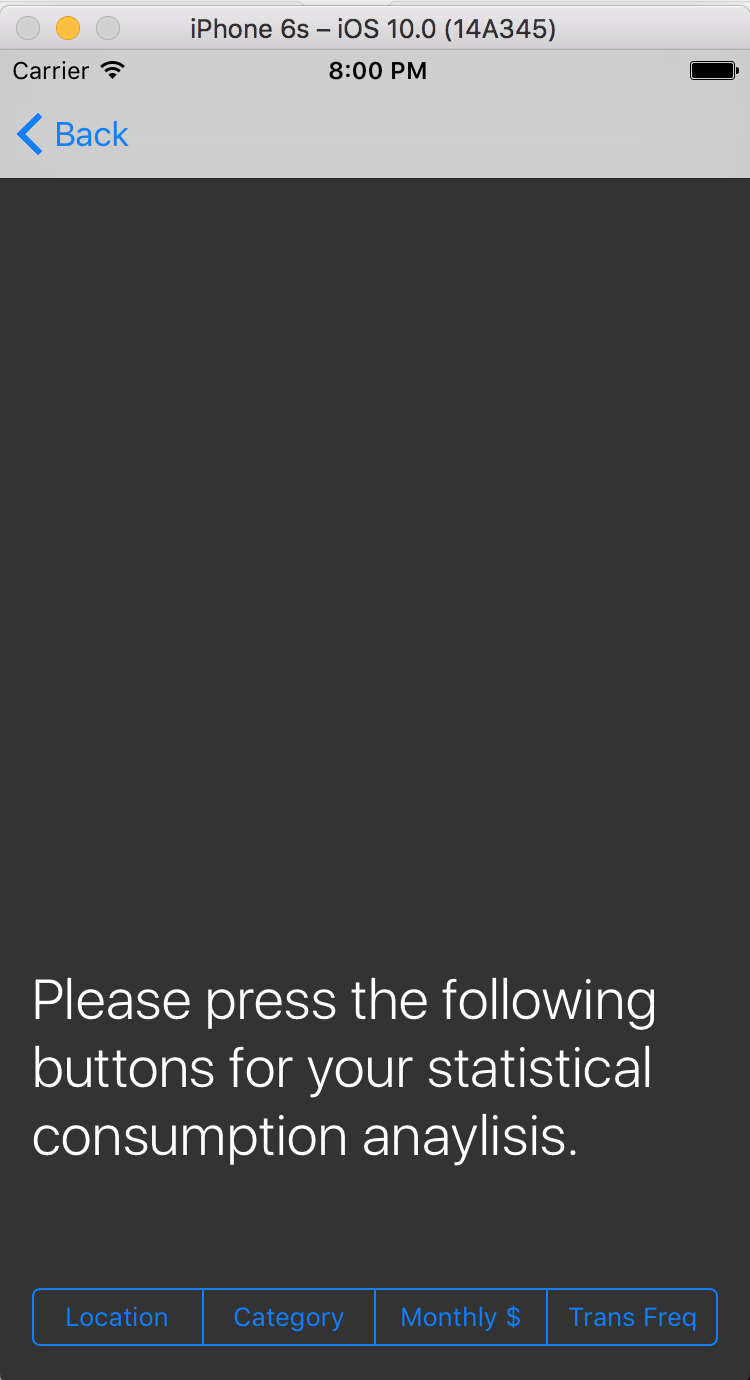 iPhone 6s – iOS 10.0 (14A345)
Carrier 8:00 PM
Back
Please press the following
buttons for your statistical
consumption anaylisis.
Location Category Monthly $ Trans Freq